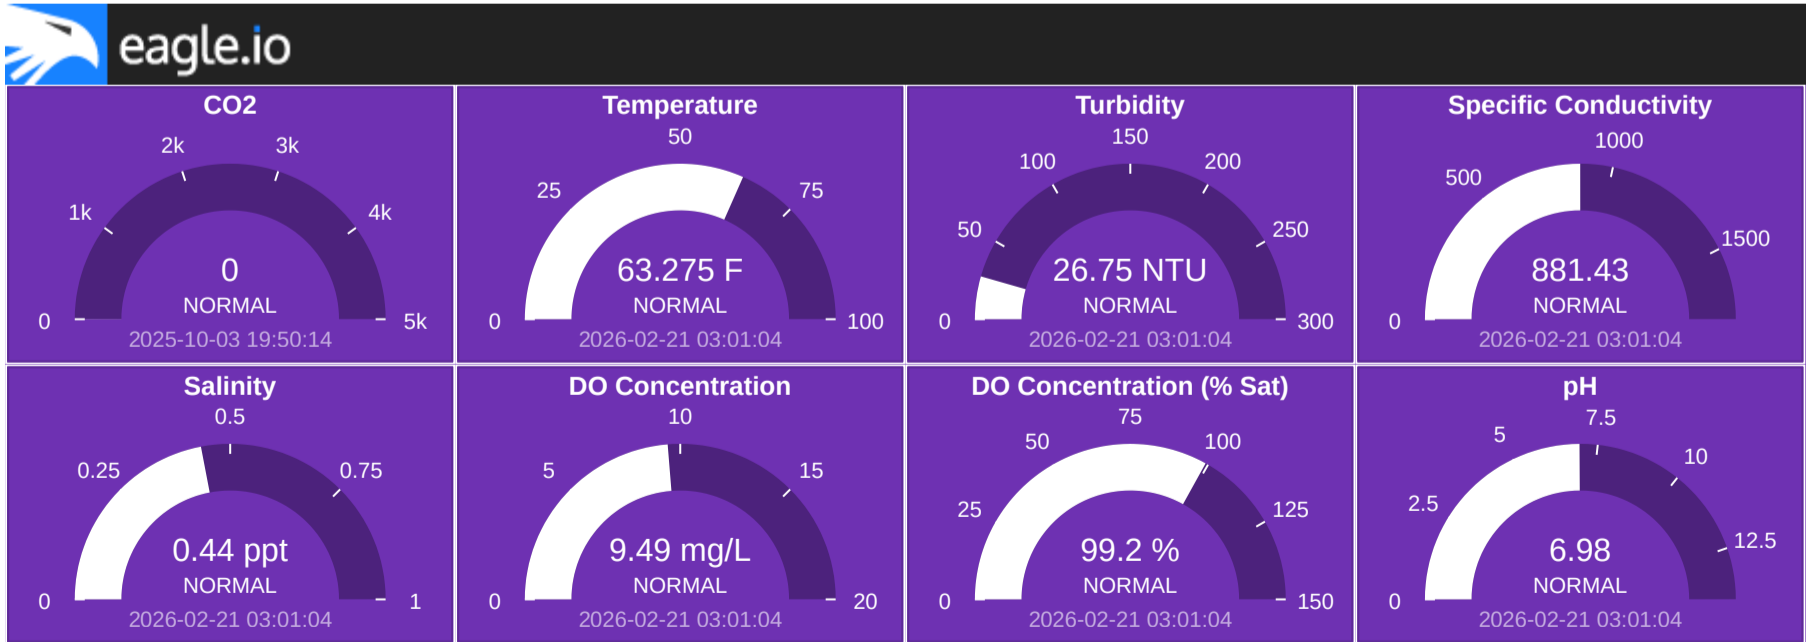 eagle.io
CO2
0
1k
2k
3k
4k
5k
0
NORMAL
2025-10-03 19:50:14
Temperature
0
25
50
75
100
63.275 F
NORMAL
2026-02-21 03:01:04
Turbidity
0
50
100
150
200
250
300
26.75 NTU
NORMAL
2026-02-21 03:01:04
Specific Conductivity
0
500
1000
1500
881.43
NORMAL
2026-02-21 03:01:04
Salinity
0
0.25
0.5
0.75
1
0.44 ppt
NORMAL
2026-02-21 03:01:04
DO Concentration
0
5
10
15
20
9.49 mg/L
NORMAL
2026-02-21 03:01:04
DO Concentration (% Sat)
0
25
50
75
100
125
150
99.2 %
NORMAL
2026-02-21 03:01:04
pH
0
2.5
5
7.5
10
12.5
6.98
NORMAL
2026-02-21 03:01:04